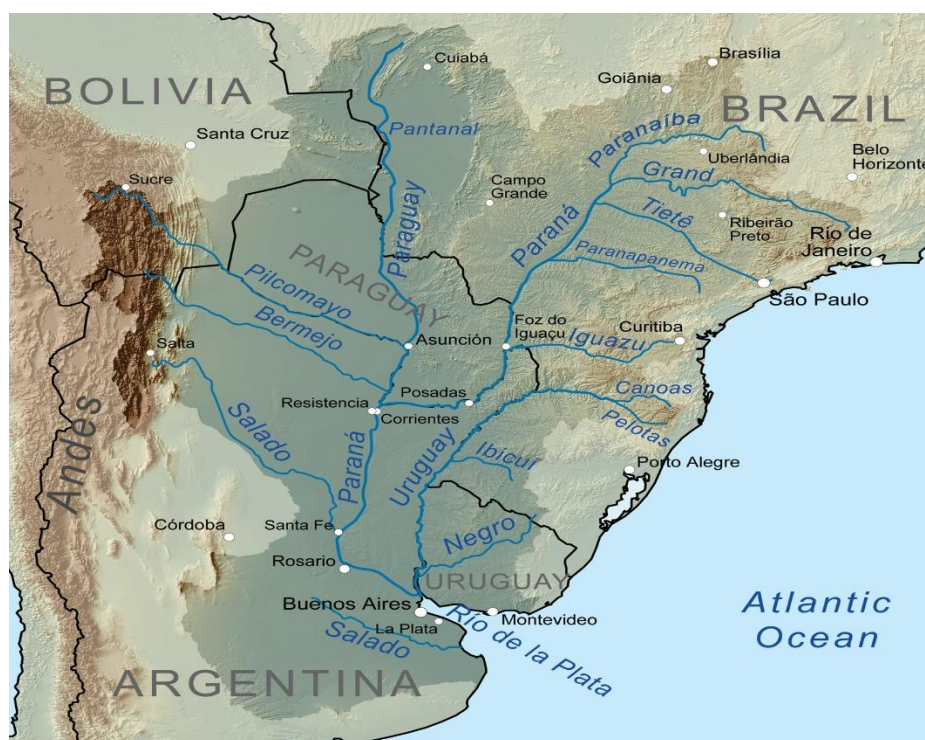 Brasília
Cuiabá
Goiânia
BOLIVIA
BRAZIL
Pantanal
Paranaíba
Santa Cruz
Uberlândia
Belo
Horizonte
Grand
Sucre
Campo
Grande
Tietê
Ribeirão
Preto
Rio de
Janeiro
Paraguay
Paraná
PARAGUAY
Paranapanema
Pilcomayo
São Paulo
Bermejo
Foz do
Iguaçu
Curitiba
Iguazu
Asunción
Salta
Canoas
Posadas
Pelotas
Resistencia
Corrientes
Salado
Andes
Paraná
Uruguay
Ibicuí
Porto Alegre
Córdoba
Santa Fe
Negro
Rosario
URUGUAY
Buenos Aires
Montevideo
La Plata
Río de la Plata
Salado
Atlantic
Ocean
ARGENTINA